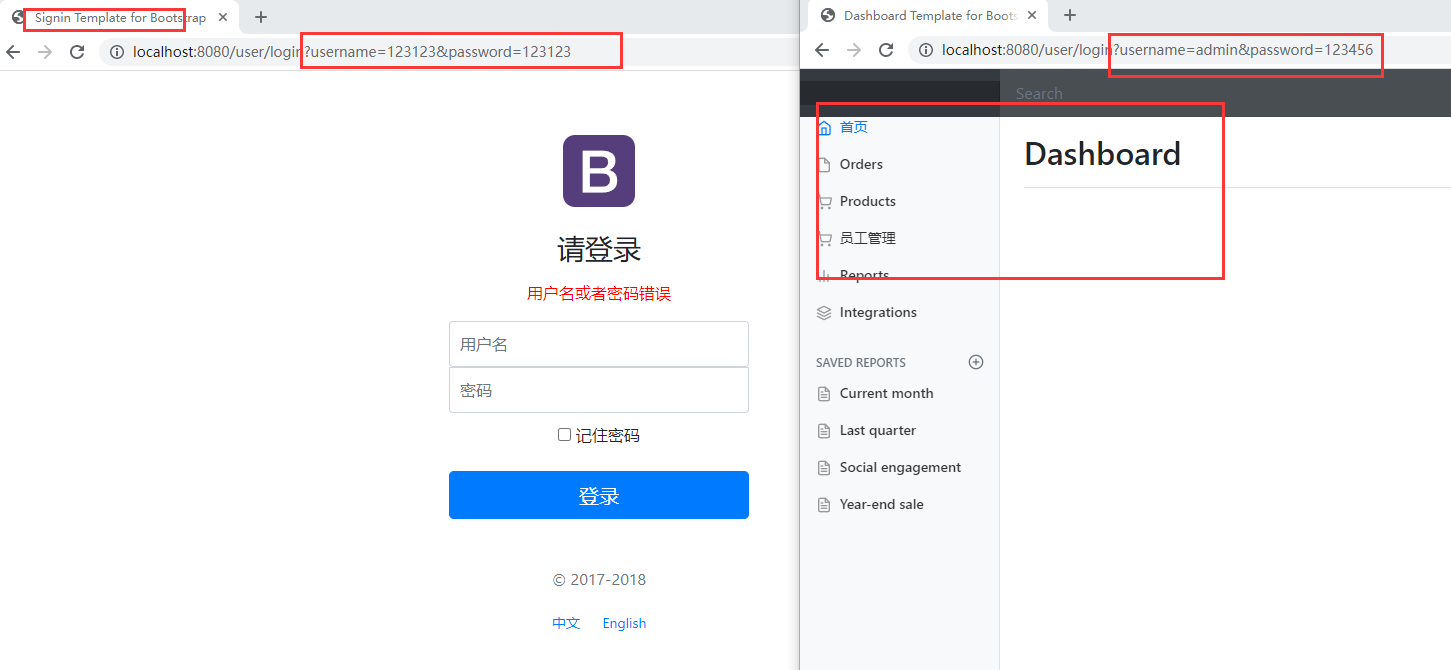 Signin Template for Bootstrap
localhost:8080/user/login?username=123123&password=123123
请登录
用户名或者密码错误
用户名
密码
记住密码
登录
© 2017-2018
中文 English
Dashboard Template for Boots
localhost:8080/user/login?username=admin&password=123456
Search
首页
Orders
Products
员工管理
Reports
Integrations
SAVED REPORTS
Current month
Last quarter
Social engagement
Year-end sale
Dashboard